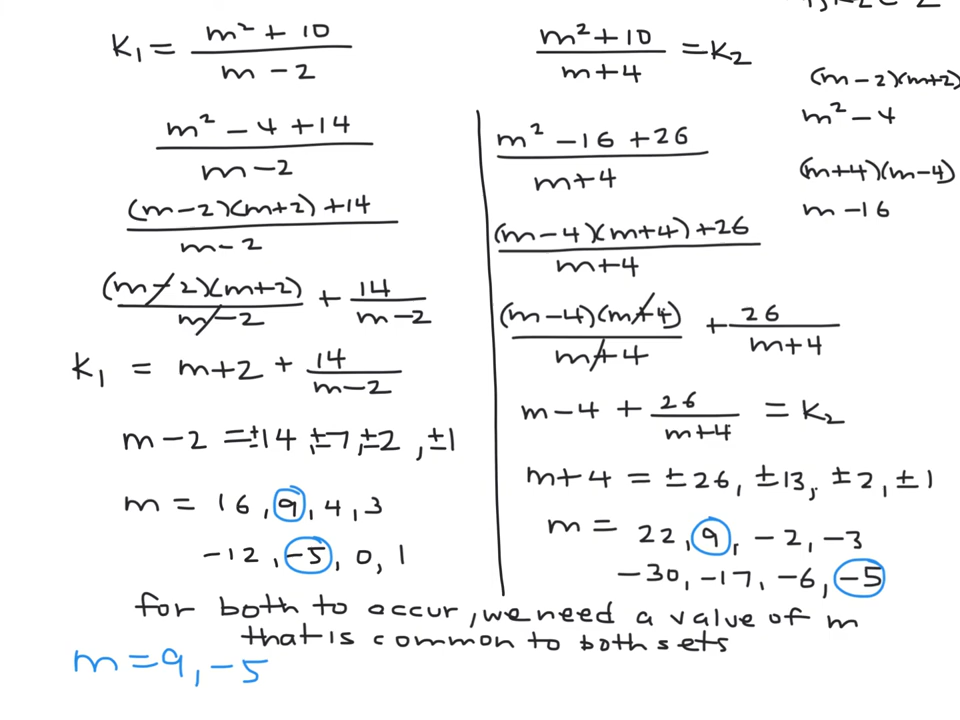 K₁ = (m² + 10)/(m − 2)
(m² − 4 + 14)/(m − 2)
((m−2)(m+2) + 14)/(m − 2)
((m−2)(m+2))/(m−2) + 14/(m−2)
K₁ = m+2 + 14/(m−2)
m − 2 = ±14, ±7, ±2, ±1
m = 16, 9, 4, 3
−12, −5, 0, 1
(m² + 10)/(m+4) = K₂
(m² − 16 + 26)/(m+4)
((m−4)(m+4) + 26)/(m+4)
((m−4)(m+4))/(m+4) + 26/(m+4)
m−4 + 26/(m+4) = K₂
m+4 = ±26, ±13, ±2, ±1
m = 22, 9, −2, −3
−30, −17, −6, −5
(m−2)(m+2)
m² − 4
(m+4)(m−4)
m − 16
for both to occur, we need a value of m
that is common to both sets
m = 9, −5